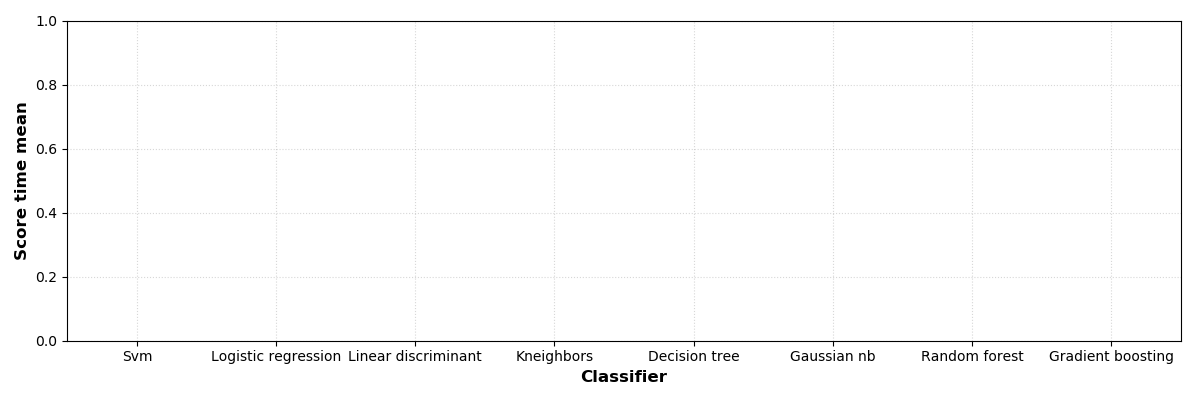 1.0
0.8
0.6
0.4
0.2
0.0
Score time mean
Svm Logistic regression Linear discriminant Kneighbors Decision tree Gaussian nb Random forest Gradient boosting
Classifier